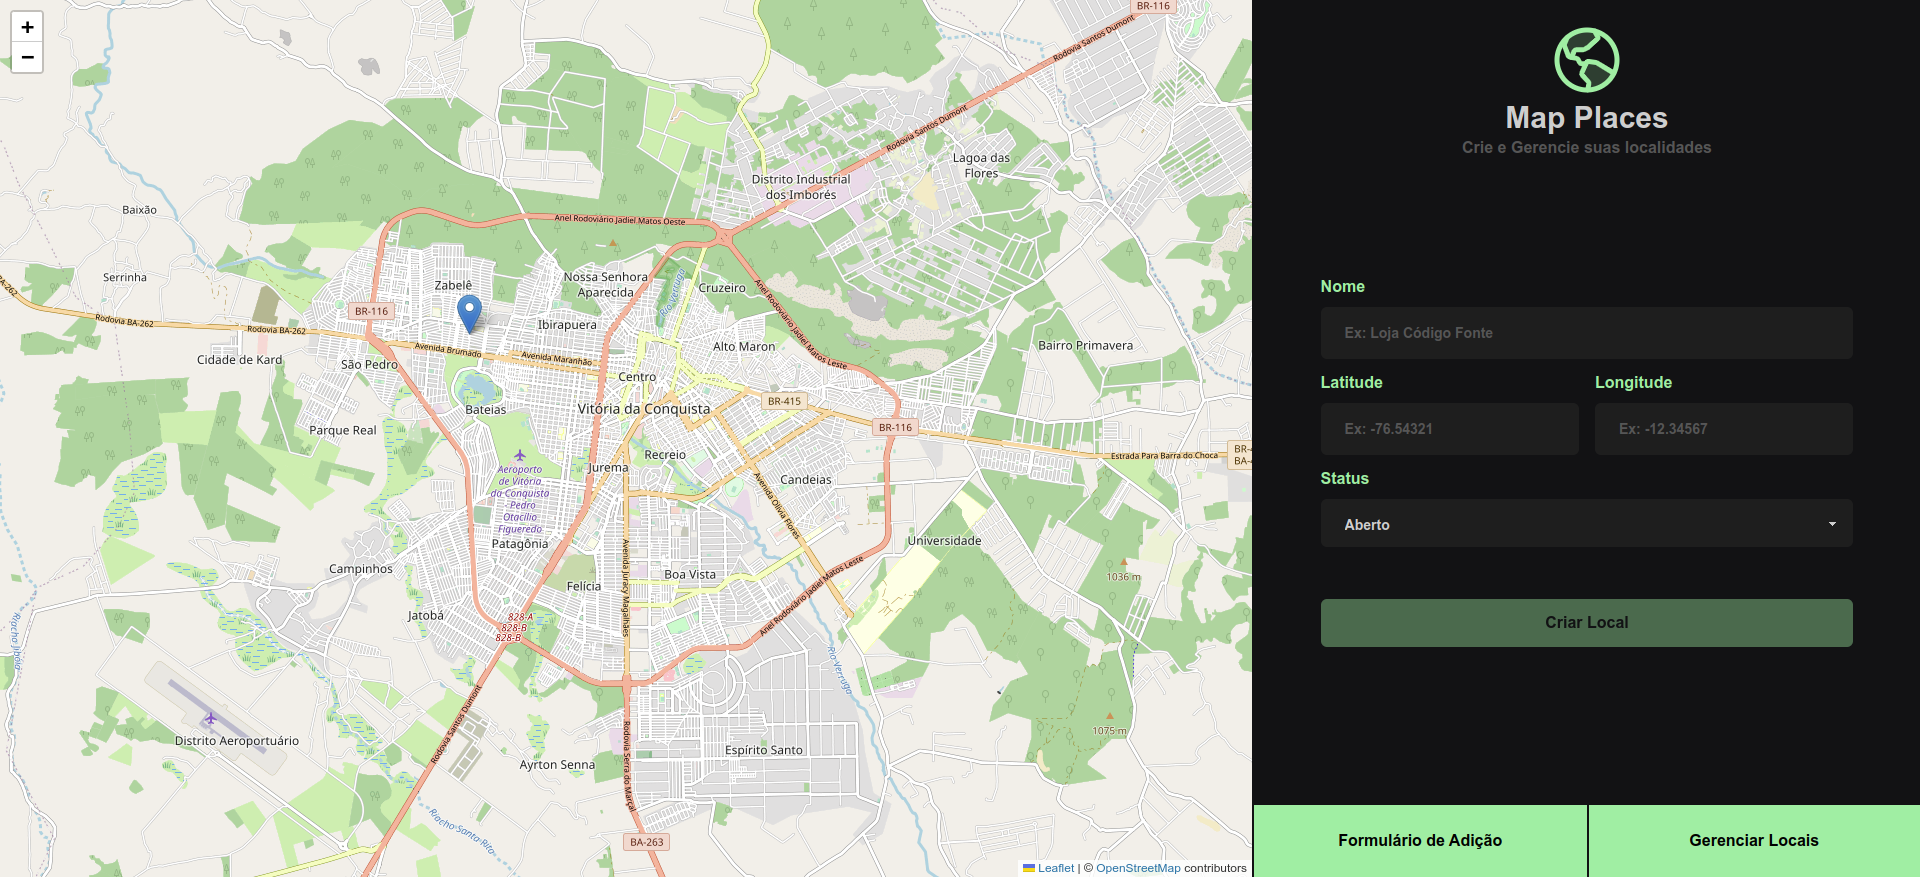 +
−
BR-116
Rodovia Santos Dumont
Rodovia Santos Dumont
Lagoa das
Flores
Distrito Industrial
dos Imborés
Baixão
Anel Rodoviário Jadiel Matos Oeste
Serrinha
Zabelê
Nossa Senhora
Aparecida
Rio Verruga
Cruzeiro
BA-262
Rodovia BA-262
Rodovia BA-262
BR-116
Ibirapuera
Anel Rodoviário Jadiel Matos Leste
Cidade de Kard
São Pedro
Avenida Brumado
Avenida Maranhão
Alto Maron
Bairro Primavera
Centro
Bateias
Vitória da Conquista
BR-415
BR-116
Parque Real
Recreio
Jurema
Estrada Para Barra do Choca
Aeroporto
de Vitória
da Conquista
- Pedro
Otacílio
Figueredo
Candeias
Avenida Olívia Flores
Patagônia
Universidade
Campinhos
Felícia
Boa Vista
Avenida Juracy Magalhães
Anel Rodoviário Jadiel Matos Leste
1036 m
Jatobá
828-A
828-B
828-B
Riacho Jibóia
Rio Verruga
Distrito Aeroportuário
Rodovia Santos Dumont
Rodovia Serra do Marçal
Espírito Santo
1075 m
Ayrton Senna
Riacho Santa Rita
BA-263
Leaflet | © OpenStreetMap contributors
Map Places
Crie e Gerencie suas localidades
Nome
Ex: Loja Código Fonte
Latitude
Longitude
Ex: -76.54321
Ex: -12.34567
Status
Aberto
Criar Local
Formulário de Adição
Gerenciar Locais